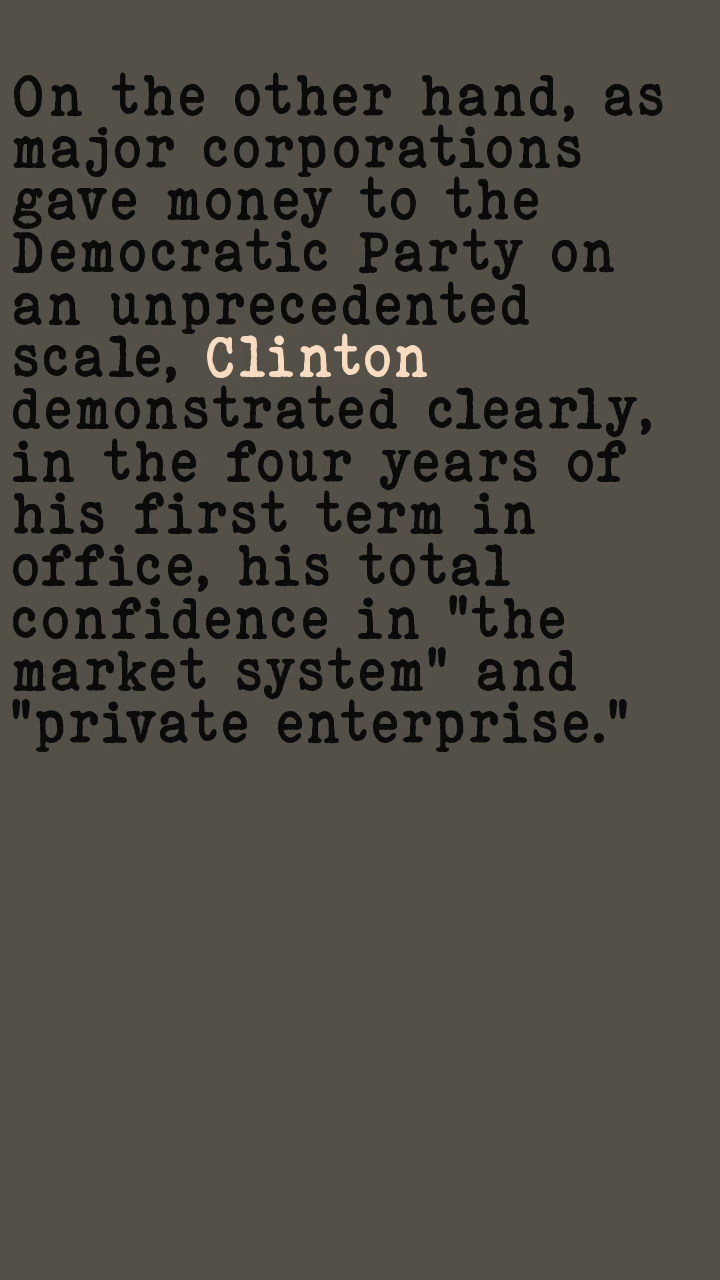 On the other hand, as
major corporations
gave money to the
Democratic Party on
an unprecedented
scale, Clinton
demonstrated clearly,
in the four years of
his first term in
office, his total
confidence in "the
market system" and
"private enterprise."